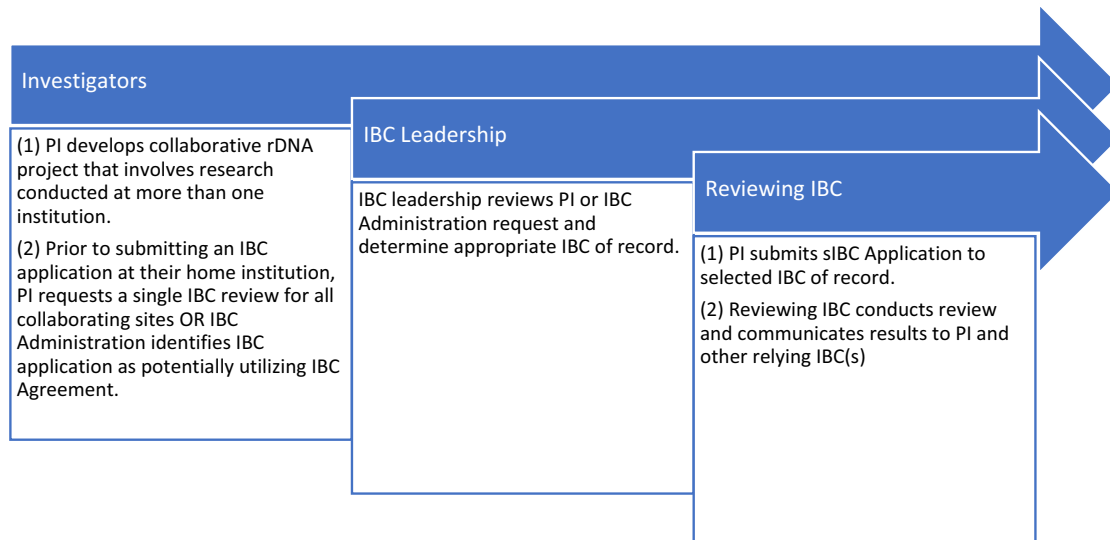 Investigators
(1) PI develops collaborative rDNA
project that involves research
conducted at more than one
institution.
(2) Prior to submitting an IBC
application at their home institution,
PI requests a single IBC review for all
collaborating sites OR IBC
Administration identifies IBC
application as potentially utilizing IBC
Agreement.
IBC Leadership
IBC leadership reviews PI or IBC
Administration request and
determine appropriate IBC of record.
Reviewing IBC
(1) PI submits sIBC Application to
selected IBC of record.
(2) Reviewing IBC conducts review
and communicates results to PI and
other relying IBC(s)